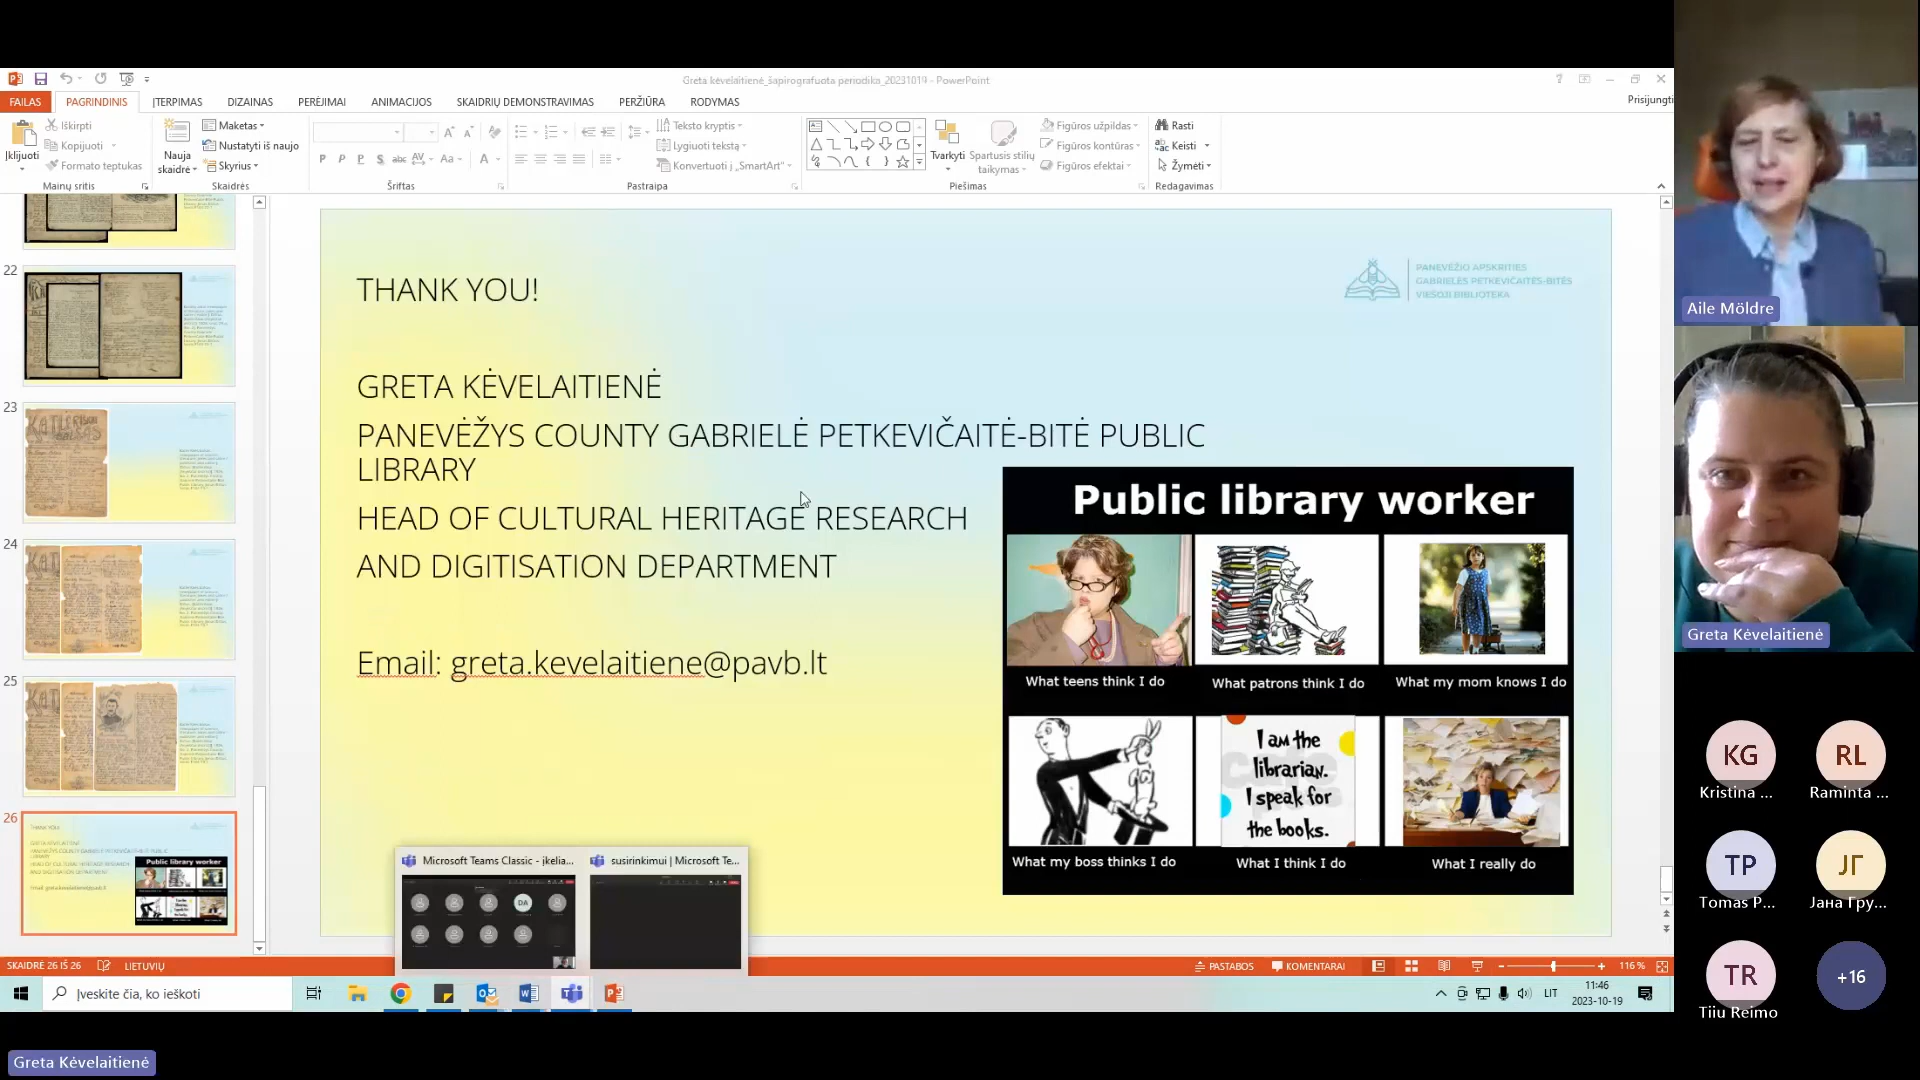 Greta kėvelaitienė_šapirografuota periodika_20231019 - PowerPoint
FAILAS
PAGRINDINIS
ĮTERPIMAS
DIZAINAS
PERĖJIMAI
ANIMACIJOS
SKAIDRIŲ DEMONSTRAVIMAS
PERŽIŪRA
RODYMAS
Prisijungti
Įklijuoti
Iškirpti
Kopijuoti
Formato teptukas
Mainų sritis
Nauja
skaidrė
Maketas
Nustatyti iš naujo
Skyrius
Skaidrės
Šriftas
Teksto kryptis
Lygiuoti tekstą
Konvertuoti į „SmartArt"
Pastraipa
Tvarkyti
Spartusis stilių
taikymas
Figūros užpildas
Figūros kontūras
Figūros efektai
Piešimas
Rasti
Keisti
Žymėti
Redagavimas
22
23
24
25
26
THANK YOU!
GRETA KĖVELAITIENĖ
PANEVĖŽYS COUNTY GABRIELĖ PETKEVIČAITĖ-BITĖ PUBLIC
LIBRARY
HEAD OF CULTURAL HERITAGE RESEARCH
AND DIGITISATION DEPARTMENT
Email: greta.kevelaitiene@pavb.lt
PANEVĖŽIO APSKRITIES
GABRIELĖS PETKEVIČAITĖS-BITĖS
VIEŠOJI BIBLIOTEKA
Public library worker
What teens think I do
What patrons think I do
What my mom knows I do
I am the
librarian.
I speak for
the books.
What my boss thinks I do
What I think I do
What I really do
Microsoft Teams Classic - jkelia...
susirinkimui | Microsoft Te...
DA
SKAIDRĖ 26 IŠ 26
LIETUVIŲ
PASTABOS
KOMENTARAI
116 %
Įveskite čia, ko ieškoti
LIT
11:46
2023-10-19
Aile Möldre
Greta Kėvelaitienė
KG
Kristina ...
RL
Raminta ...
TP
Tomas P...
ЈГ
Јана Гру...
TR
Tiiu Reimo
+16
Greta Kėvelaitienė